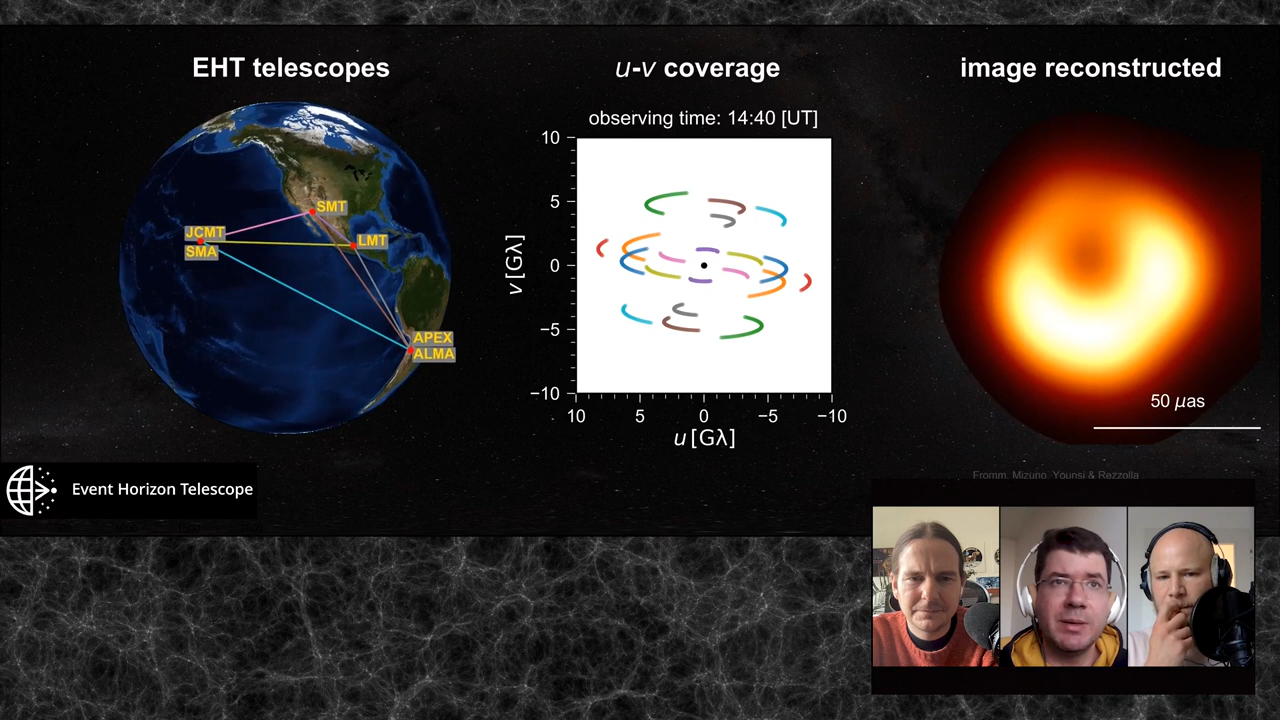 EHT telescopes
u-v coverage
image reconstructed
observing time: 14:40 [UT]
SMT
JCMT
SMA
LMT
APEX
ALMA
10
5
0
−5
−10
v [Gλ]
10 5 0 −5 −10
u [Gλ]
50 μas
Event Horizon Telescope
Fromm, Mizuno, Younsi & Rezzolla